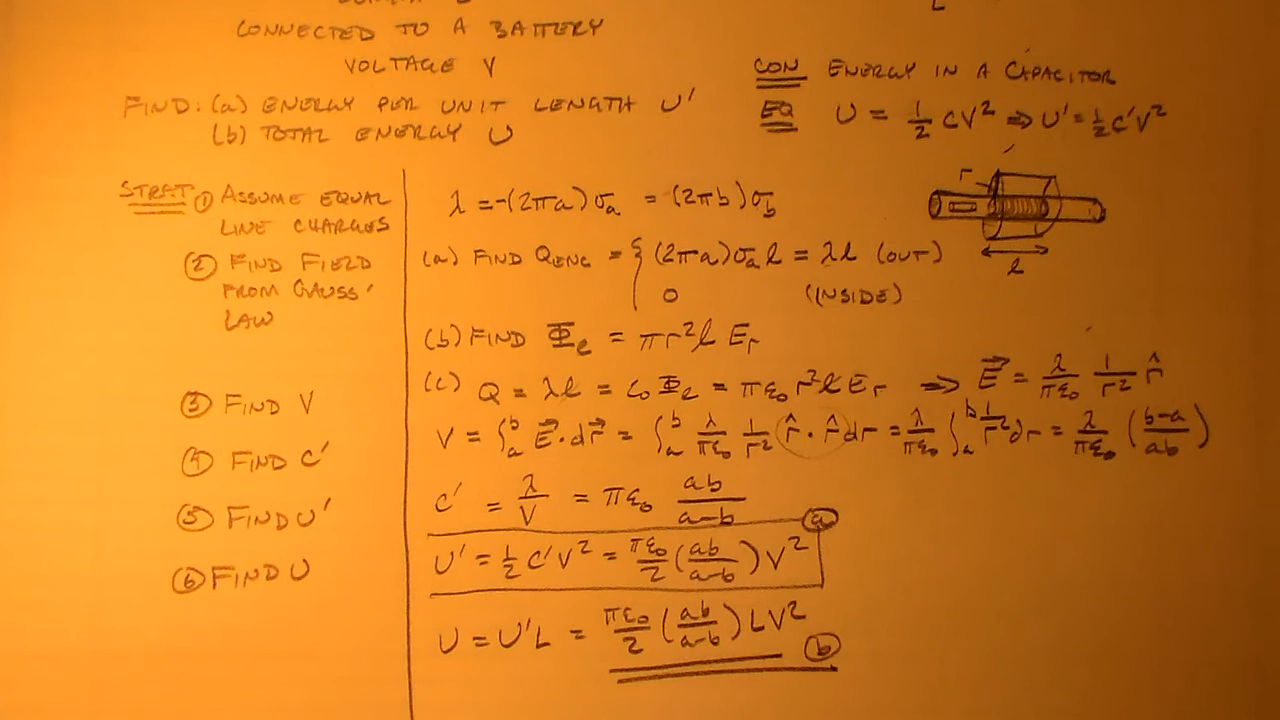 CONNECTED TO A BATTERY
VOLTAGE V
FIND: (a) ENERGY PER UNIT LENGTH U'
(b) TOTAL ENERGY U
L
CON ENERGY IN A CAPACITOR
EQ U = 1/2 CV² ⇒ U' = 1/2 C'V²
STRAT ① ASSUME EQUAL
LINE CHARGES
② FIND FIELD
FROM GAUSS'
LAW
③ FIND V
④ FIND C'
⑤ FIND U'
⑥ FIND U
λ = -(2πa)σa = (2πb)σb
(a) FIND QENC = { (2πa)σa l = λl (OUT)
0 (INSIDE)
r
l
(b) FIND Φe = πr²l Er
(c) Q = λl = ε₀Φe = πε₀r²lEr ⇒ E⃗ = λ/πε₀ 1/r² r̂
V = ∫ₐᵇ E⃗·dr⃗ = ∫ₐᵇ λ/πε₀ 1/r² r̂·r̂ dr = λ/πε₀ ∫ₐᵇ 1/r² dr = λ/πε₀ (b-a/ab)
C' = λ/V = πε₀ ab/a-b
U' = 1/2 C'V² = πε₀/2 (ab/a-b) V² ⓐ
U = U'L = πε₀/2 (ab/a-b) LV² ⓑ